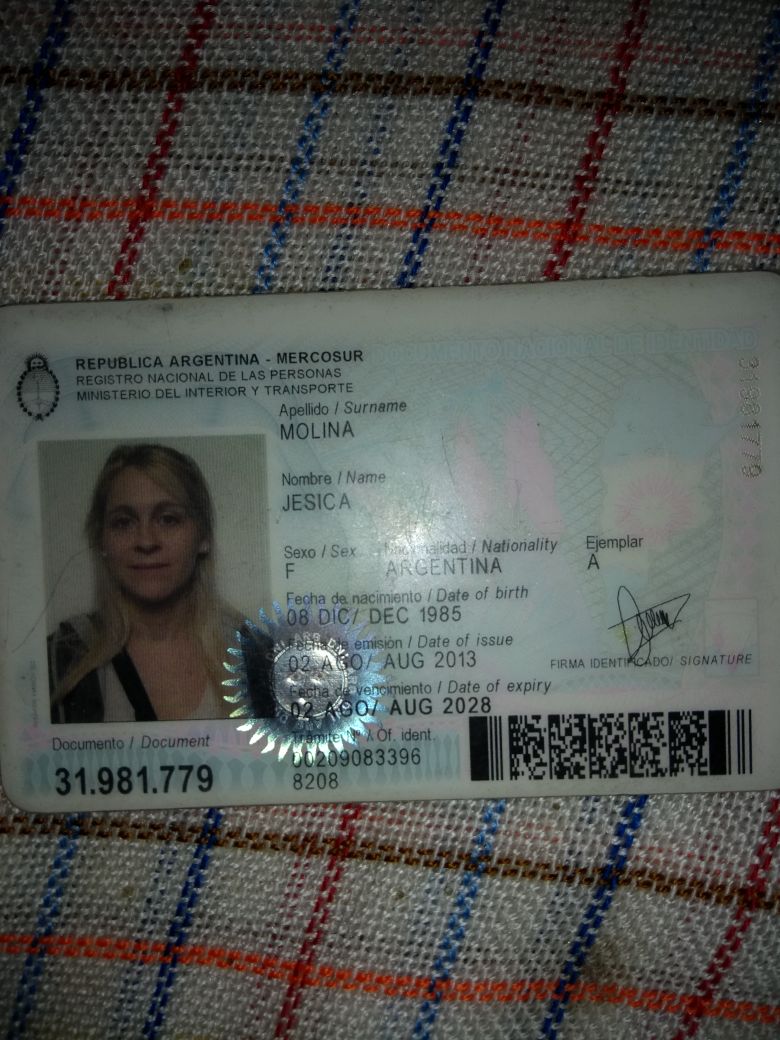 DOCUMENTO NACIONAL DE IDENTIDAD
REPUBLICA ARGENTINA - MERCOSUR
REGISTRO NACIONAL DE LAS PERSONAS
MINISTERIO DEL INTERIOR Y TRANSPORTE
Apellido / Surname
MOLINA
Nombre / Name
JESICA
Sexo / Sex Nacionalidad / Nationality Ejemplar
F ARGENTINA A
Fecha de nacimiento / Date of birth
08 DIC/ DEC 1985
Fecha de emisión / Date of issue
02 AGO/ AUG 2013
FIRMA IDENTIFICADO/ SIGNATURE
Fecha de vencimiento / Date of expiry
02 AGO/ AUG 2028
Documento / Document
31.981.779
Trámite Nº / Of. ident.
00209083396
8208
31981779